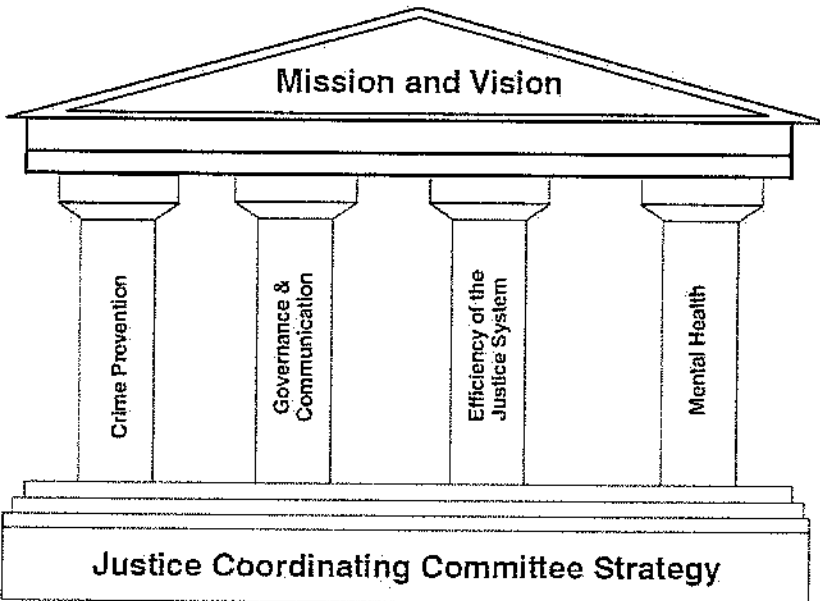 Mission and Vision
Crime Prevention
Governance &
Communication
Efficiency of the
Justice System
Mental Health
Justice Coordinating Committee Strategy